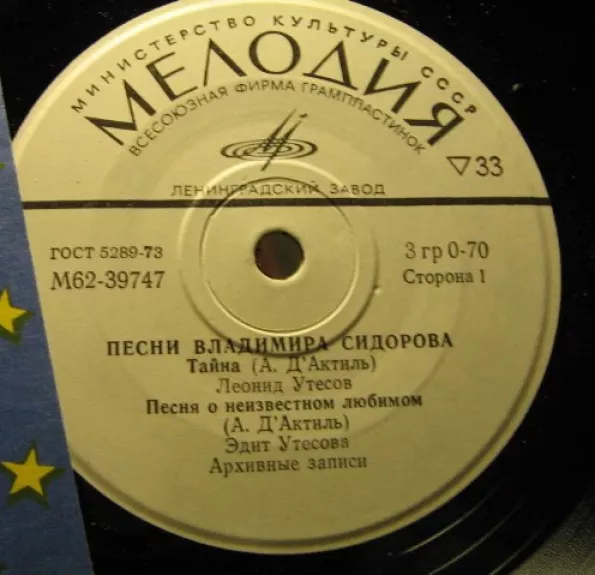 МИНИСТЕРСТВО КУЛЬТУРЫ СССР
МЕЛОДИЯ
ВСЕСОЮЗНАЯ ФИРМА ГРАМПЛАСТИНОК
▽33
ЛЕНИНГРАДСКИЙ ЗАВОД
ГОСТ 5289-73
3 гр 0-70
М62-39747
Сторона 1
ПЕСНИ ВЛАДИМИРА СИДОРОВА
Тайна (А. Д'Актиль)
Леонид Утесов
Песня о неизвестном любимом
(А. Д'Актиль)
Эдит Утесова
Архивные записи